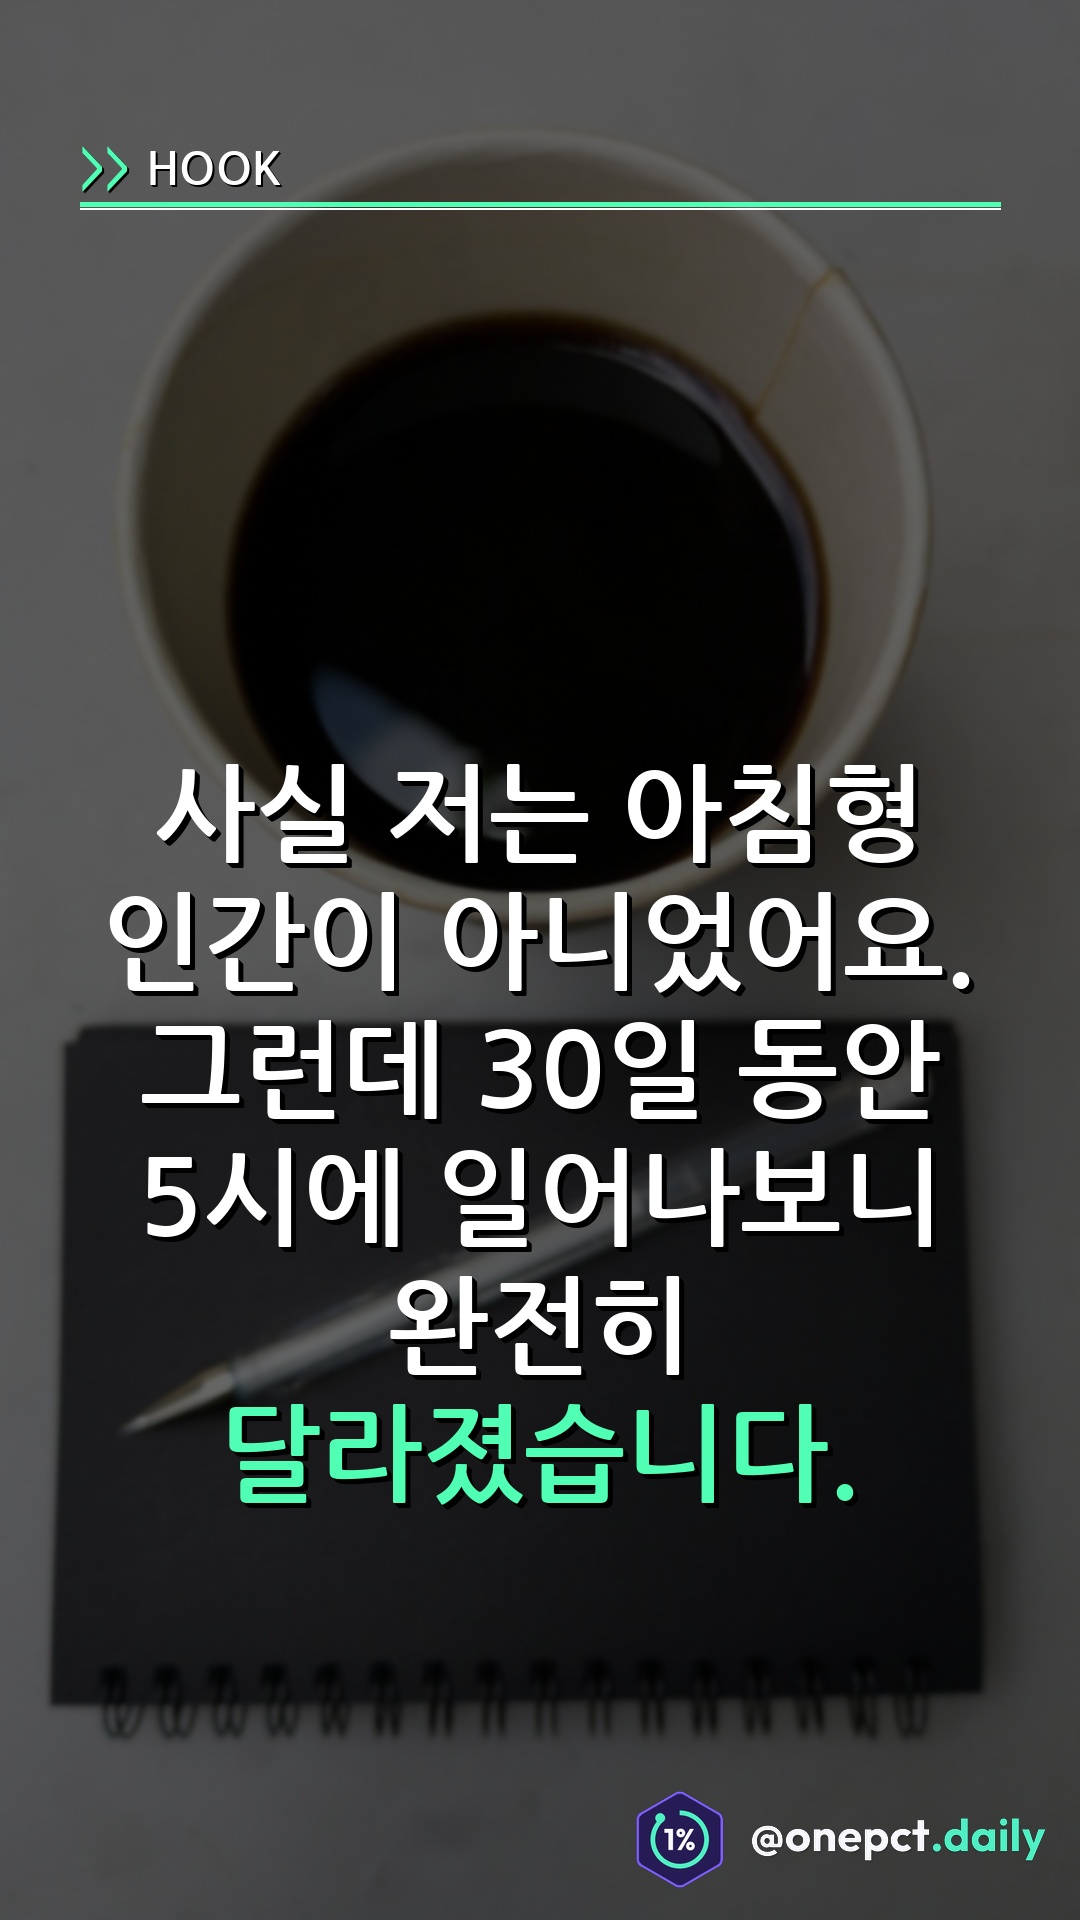 HOOK
사실 저는 아침형
인간이 아니었어요.
그런데 30일 동안
5시에 일어나보니
완전히
달라졌습니다.
1%
@onepct.daily